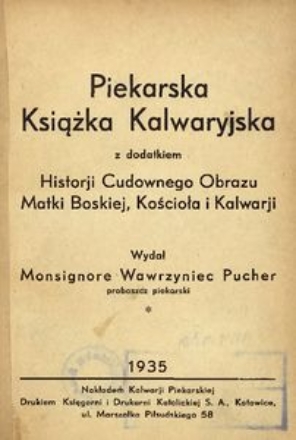 Piekarska
Książka Kalwaryjska
z dodatkiem
Historji Cudownego Obrazu
Matki Boskiej, Kościoła i Kalwarji
Wydał
Monsignore Wawrzyniec Pucher
proboszcz piekarski
*
1935
Nakładem Kalwarji Piekarskiej
Drukiem Księgarni i Drukarni Katolickiej S. A., Katowice,
ul. Marszałka Piłsudskiego 58